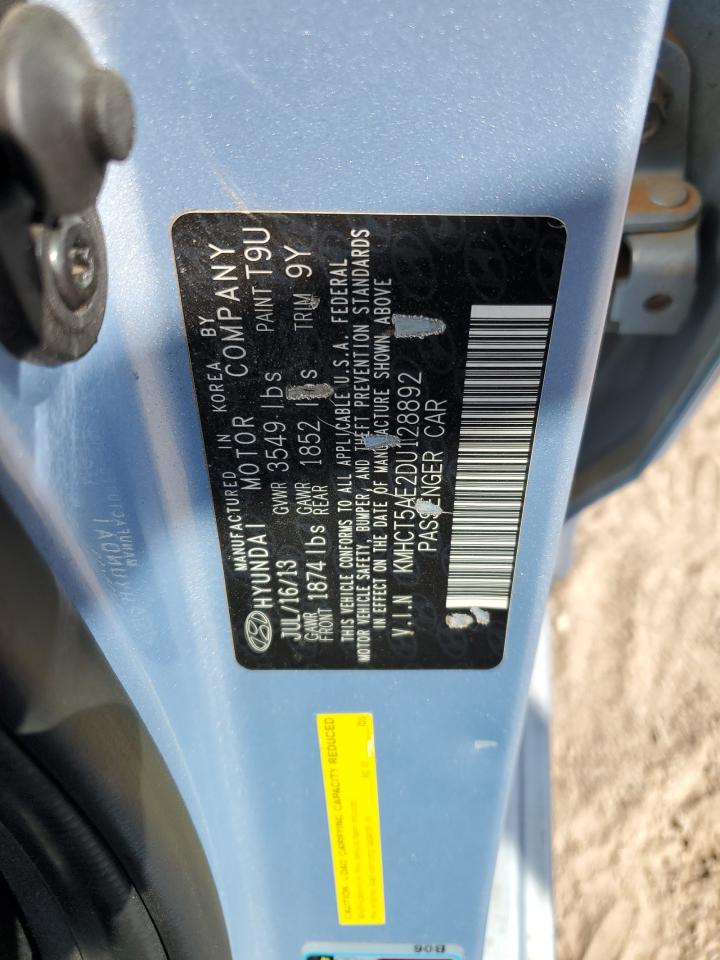 MANUFACTURED IN KOREA BY
HYUNDAI MOTOR COMPANY
JUL/16/13 GVWR 3549 lbs PAINT T9U
GAWR FRONT 1874 lbs GAWR REAR 1852 TRIM 9Y
THIS VEHICLE CONFORMS TO ALL APPLICABLE U.S.A. FEDERAL
MOTOR VEHICLE SAFETY, BUMPER, AND THEFT PREVENTION STANDARDS
IN EFFECT ON THE DATE OF MANUFACTURE SHOWN ABOVE
V.I.N KMHCT5AE2DU128892
PASSENGER CAR
CAUTION LOAD CARRYING CAPACITY REDUCED
B06